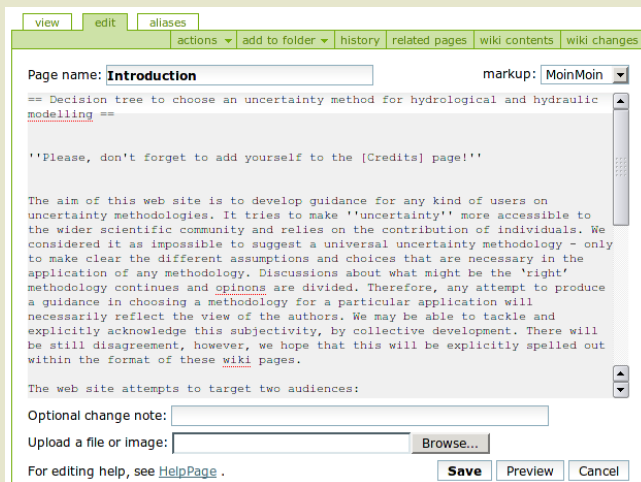 view edit aliases
actions add to folder history related pages wiki contents wiki changes
Page name: Introduction markup: MoinMoin
== Decision tree to choose an uncertainty method for hydrological and hydraulic
modelling ==
''Please, don't forget to add yourself to the [Credits] page!''
The aim of this web site is to develop guidance for any kind of users on
uncertainty methodologies. It tries to make ''uncertainty'' more accessible to
the wider scientific community and relies on the contribution of individuals. We
considered it as impossible to suggest a universal uncertainty methodology - only
to make clear the different assumptions and choices that are necessary in the
application of any methodology. Discussions about what might be the ‘right’
methodology continues and opinons are divided. Therefore, any attempt to produce
a guidance in choosing a methodology for a particular application will
necessarily reflect the view of the authors. We may be able to tackle and
explicitly acknowledge this subjectivity, by collective development. There will
be still disagreement, however, we hope that this will be explicitly spelled out
within the format of these wiki pages.
The web site attempts to target two audiences:
Optional change note:
Upload a file or image: Browse...
For editing help, see HelpPage . Save Preview Cancel